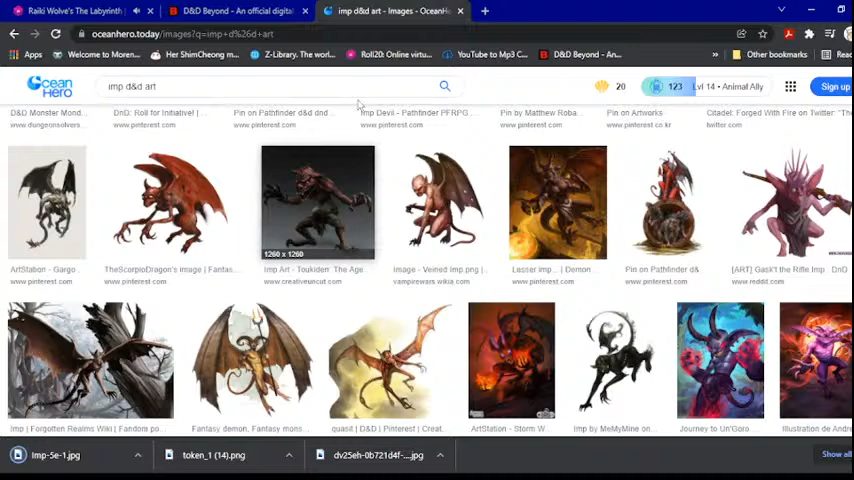 Raiki Wolve's The Labyrinth
D&D Beyond - An official digital
imp d&d art - Images - OceanHe
oceanhero.today/images?q=imp+d%26d+art
Apps
Welcome to Moren...
Her ShimCheong m...
Z-Library. The worl...
Roll20: Online virtu...
YouTube to Mp3 C...
D&D Beyond - An...
»
Other bookmarks
Read
Ocean Hero
imp d&d art
20
123
Lvl 14 • Animal Ally
Sign up
D&D Monster Mond...
www.dungeonsolvers...
DnD: Roll for Initiative! |...
www.pinterest.com
Pin on Pathfinder d&d dnd...
www.pinterest.com
Imp Devil - Pathfinder PFRPG...
www.pinterest.com
Pin by Matthew Roba...
www.pinterest.com
Pin on Artworks
www.pinterest.co.kr
Citadel: Forged With Fire on Twitter: "The
twitter.com
1260 x 1260
ArtStation - Gargo...
www.pinterest.com
TheScorpioDragon's image | Fantas...
www.pinterest.com
Imp Art - Toukiden: The Age
www.creativeuncut.com
image - Veined Imp.png |...
vampirewars.wikia.com
Lesser imp... | Demon...
www.pinterest.com
Pin on Pathfinder d&
www.pinterest.com
[ART] Gask't the Rifle Imp
DnD
www.reddit.com
Imp | Forgotten Realms Wiki | Fandom po...
Fantasy demon, Fantasy mons...
quasit | D&D | Pinterest | Creat...
ArtStation - Storm W...
Imp by MeMyMine on...
Journey to Un'Goro...
Illustration de Andre
Imp-5e-1.jpg
token_1 (14).png
dv25eh-0b721d4f-....jpg
Show all